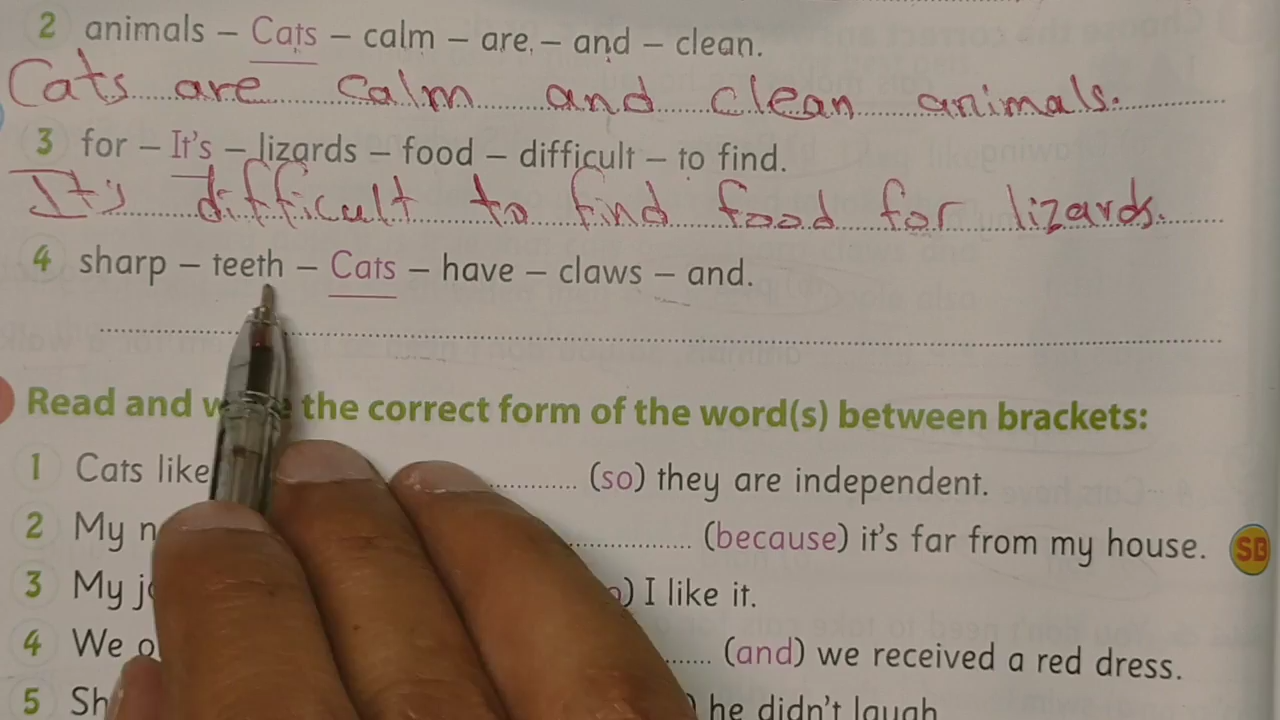 2 animals – Cats – calm – are – and – clean.
Cats are calm and clean animals.
3 for – It's – lizards – food – difficult – to find.
It's difficult to find food for lizards.
4 sharp – teeth – Cats – have – claws – and.
Read and the correct form of the word(s) between brackets:
1 Cats like (so) they are independent.
2 My (because) it's far from my house.
SB
3 My I like it.
4 We (and) we received a red dress.
5 he didn't laugh